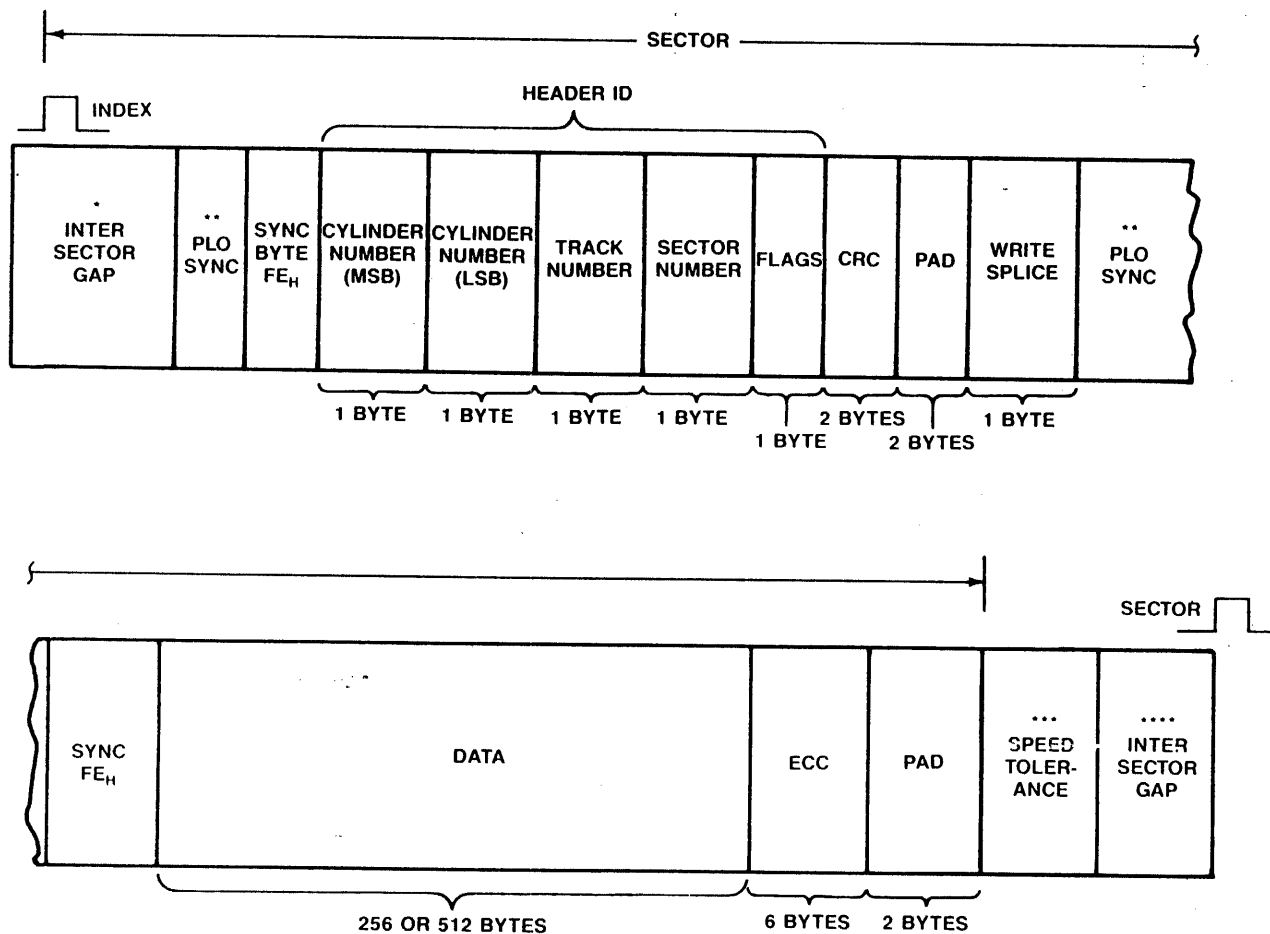 SECTOR
INDEX
HEADER ID
*
INTER
SECTOR
GAP
**
PLO
SYNC
SYNC
BYTE
FEH
CYLINDER
NUMBER
(MSB)
CYLINDER
NUMBER
(LSB)
TRACK
NUMBER
SECTOR
NUMBER
FLAGS
CRC
PAD
WRITE
SPLICE
**
PLO
SYNC
1 BYTE
1 BYTE
1 BYTE
1 BYTE
1 BYTE
2 BYTES
2 BYTES
1 BYTE
SECTOR
SYNC
FEH
DATA
ECC
PAD
***
SPEED
TOLER-
ANCE
****
INTER
SECTOR
GAP
256 OR 512 BYTES
6 BYTES
2 BYTES